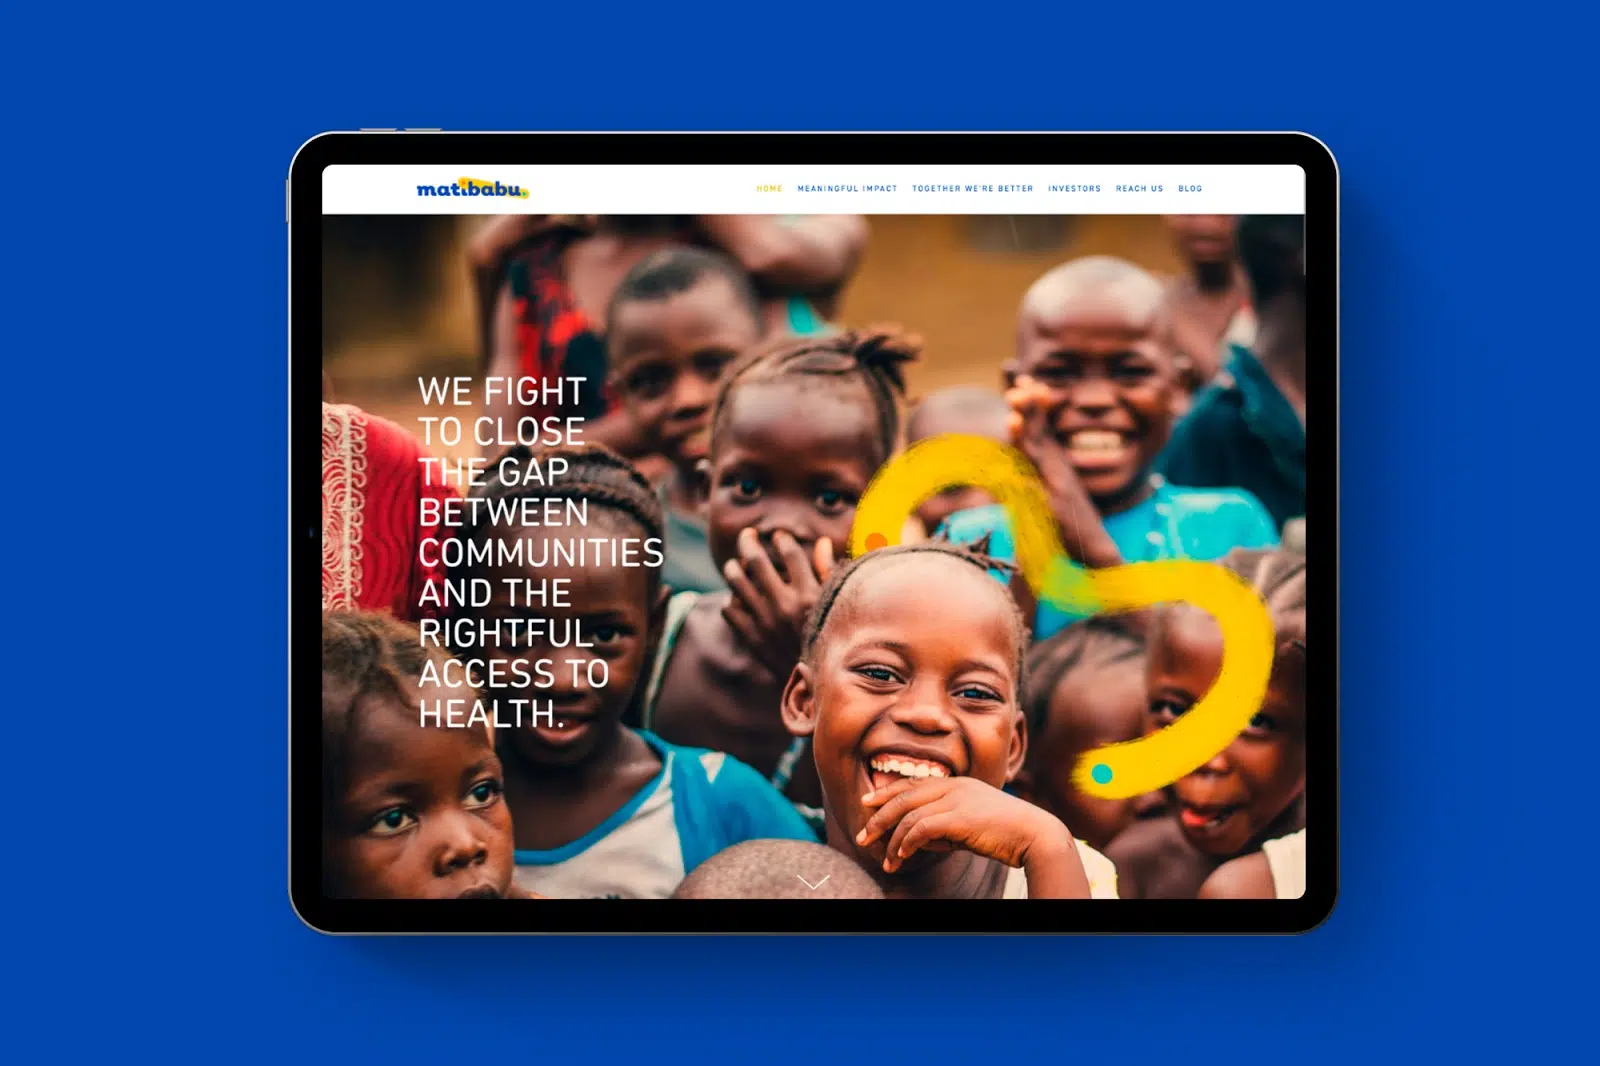 matibabu.
HOME MEANINGFUL IMPACT TOGETHER WE'RE BETTER INVESTORS REACH US BLOG
WE FIGHT
TO CLOSE
THE GAP
BETWEEN
COMMUNITIES
AND THE
RIGHTFUL
ACCESS TO
HEALTH.